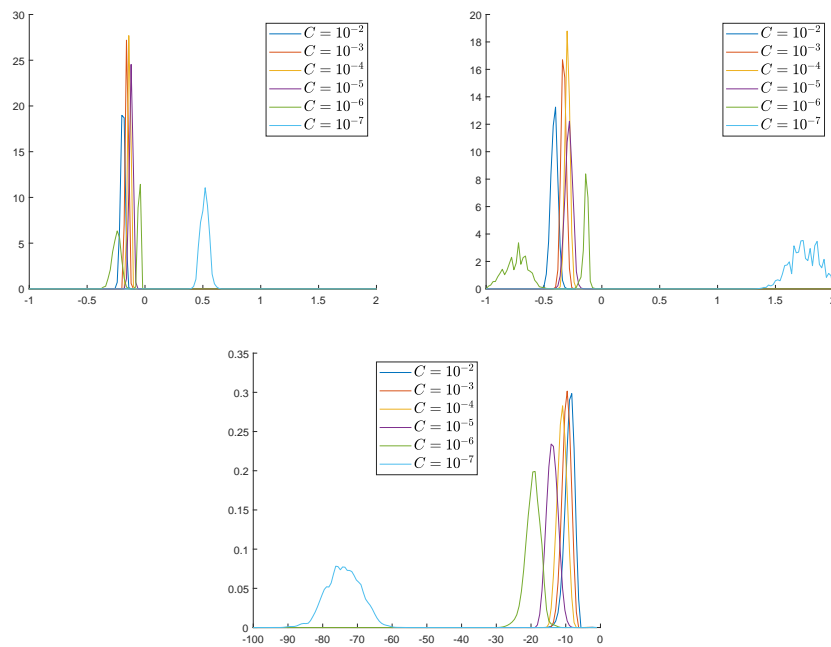 30
25
20
15
10
5
0
-1 -0.5 0 0.5 1 1.5 2
C = 10⁻²
C = 10⁻³
C = 10⁻⁴
C = 10⁻⁵
C = 10⁻⁶
C = 10⁻⁷
20
18
16
14
12
10
8
6
4
2
0
-1 -0.5 0 0.5 1 1.5 2
C = 10⁻²
C = 10⁻³
C = 10⁻⁴
C = 10⁻⁵
C = 10⁻⁶
C = 10⁻⁷
0.35
0.3
0.25
0.2
0.15
0.1
0.05
0
-100 -90 -80 -70 -60 -50 -40 -30 -20 -10 0
C = 10⁻²
C = 10⁻³
C = 10⁻⁴
C = 10⁻⁵
C = 10⁻⁶
C = 10⁻⁷